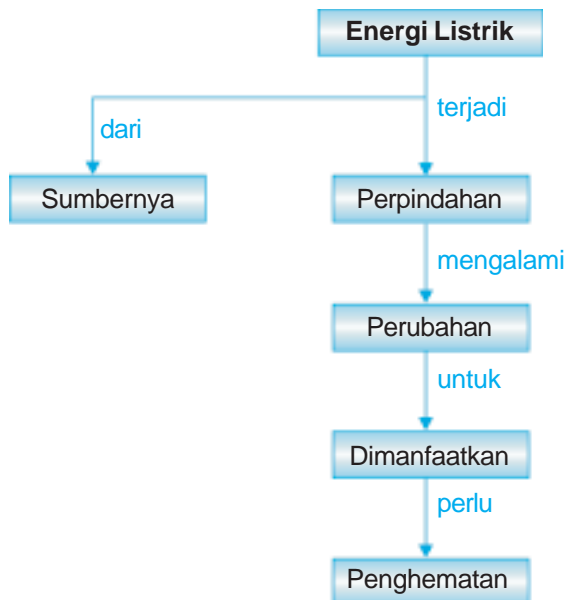 Energi Listrik
terjadi
dari
Sumbernya
Perpindahan
mengalami
Perubahan
untuk
Dimanfaatkan
perlu
Penghematan